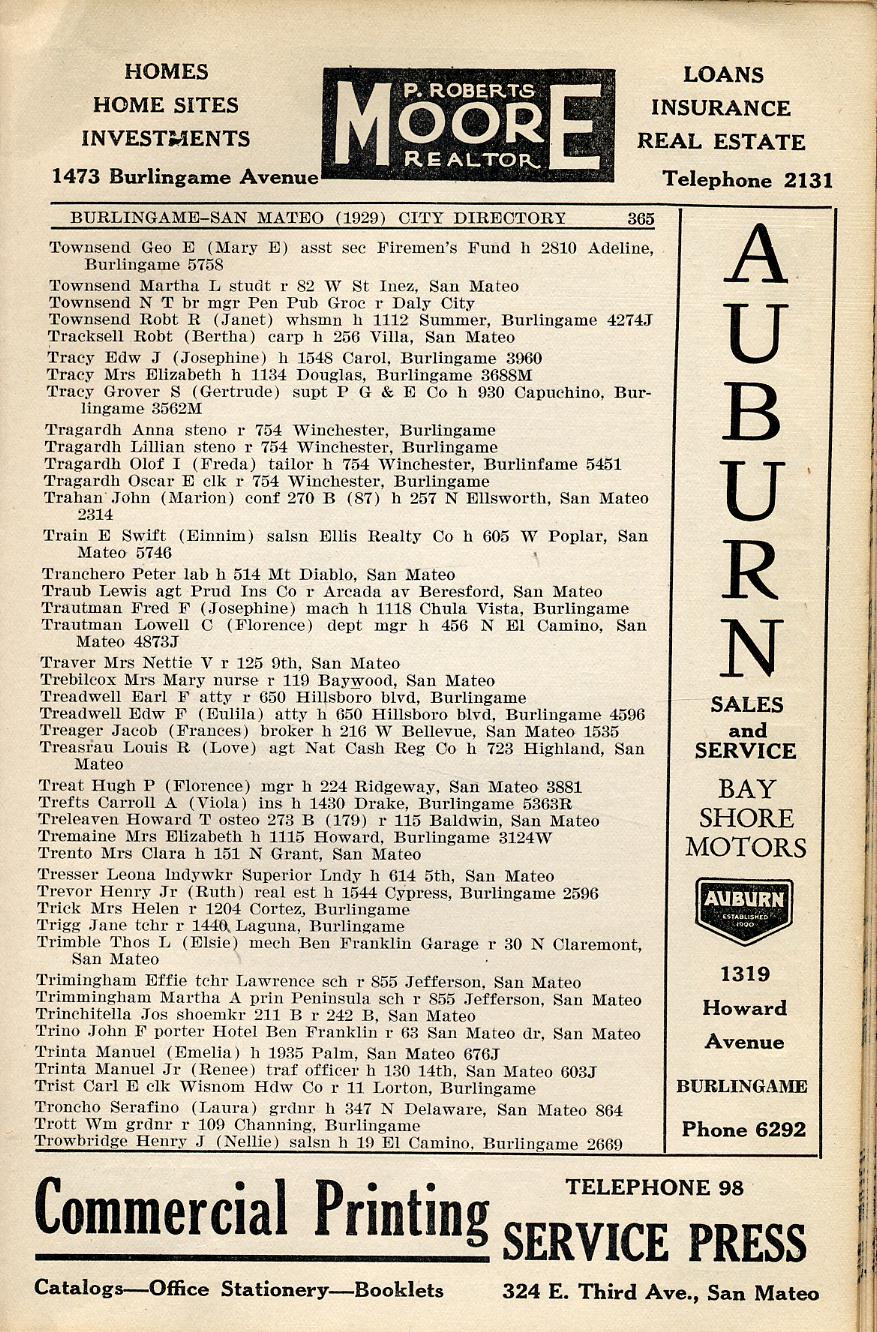 HOMES
HOME SITES
INVESTMENTS
1473 Burlingame Avenue
P. ROBERTS
MOORE
REALTOR
LOANS
INSURANCE
REAL ESTATE
Telephone 2131
BURLINGAME–SAN MATEO (1929) CITY DIRECTORY 365
Townsend Geo E (Mary E) asst sec Firemen's Fund h 2810 Adeline,
Burlingame 5758
Townsend Martha L studt r 82 W St Inez, San Mateo
Townsend N T br mgr Pen Pub Groc r Daly City
Townsend Robt R (Janet) whsmn h 1112 Summer, Burlingame 4274J
Tracksell Robt (Bertha) carp h 256 Villa, San Mateo
Tracy Edw J (Josephine) h 1548 Carol, Burlingame 3960
Tracy Mrs Elizabeth h 1134 Douglas, Burlingame 3688M
Tracy Grover S (Gertrude) supt P G & E Co h 930 Capuchino, Bur-
lingame 3562M
Tragardh Anna steno r 754 Winchester, Burlingame
Tragardh Lillian steno r 754 Winchester, Burlingame
Tragardh Olof I (Freda) tailor h 754 Winchester, Burlinfame 5451
Tragardh Oscar E clk r 754 Winchester, Burlingame
Trahan John (Marion) conf 270 B (87) h 257 N Ellsworth, San Mateo
2314
Train E Swift (Einnim) salsn Ellis Realty Co h 605 W Poplar, San
Mateo 5746
Tranchero Peter lab h 514 Mt Diablo, San Mateo
Traub Lewis agt Prud Ins Co r Arcada av Beresford, San Mateo
Trautman Fred F (Josephine) mach h 1118 Chula Vista, Burlingame
Trautman Lowell C (Florence) dept mgr h 456 N El Camino, San
Mateo 4873J
Traver Mrs Nettie V r 125 9th, San Mateo
Trebilcox Mrs Mary nurse r 119 Baywood, San Mateo
Treadwell Earl F atty r 650 Hillsboro blvd, Burlingame
Treadwell Edw F (Eulila) atty h 650 Hillsboro blvd, Burlingame 4596
Treager Jacob (Frances) broker h 216 W Bellevue, San Mateo 1535
Treasrau Louis R (Love) agt Nat Cash Reg Co h 723 Highland, San
Mateo
Treat Hugh P (Florence) mgr h 224 Ridgeway, San Mateo 3881
Trefts Carroll A (Viola) ins h 1430 Drake, Burlingame 5363R
Treleaven Howard T osteo 273 B (179) r 115 Baldwin, San Mateo
Tremaine Mrs Elizabeth h 1115 Howard, Burlingame 3124W
Trento Mrs Clara h 151 N Grant, San Mateo
Tresser Leona lndywkr Superior Lndy h 614 5th, San Mateo
Trevor Henry Jr (Ruth) real est h 1544 Cypress, Burlingame 2596
Trick Mrs Helen r 1204 Cortez, Burlingame
Trigg Jane tchr r 1440 Laguna, Burlingame
Trimble Thos L (Elsie) mech Ben Franklin Garage r 30 N Claremont,
San Mateo
Trimingham Effie tchr Lawrence sch r 855 Jefferson, San Mateo
Trimmingham Martha A prin Peninsula sch r 855 Jefferson, San Mateo
Trinchitella Jos shoemkr 211 B r 242 B, San Mateo
Trino John F porter Hotel Ben Franklin r 63 San Mateo dr, San Mateo
Trinta Manuel (Emelia) h 1935 Palm, San Mateo 676J
Trinta Manuel Jr (Renee) traf officer h 130 14th, San Mateo 603J
Trist Carl E clk Wisnom Hdw Co r 11 Lorton, Burlingame
Troncho Serafino (Laura) grdnr h 347 N Delaware, San Mateo 864
Trott Wm grdnr r 109 Channing, Burlingame
Trowbridge Henry J (Nellie) salsn h 19 El Camino, Burlingame 2669
A
U
B
U
R
N
SALES
and
SERVICE
BAY
SHORE
MOTORS
AUBURN
ESTABLISHED
1900
1319
Howard
Avenue
BURLINGAME
Phone 6292
Commercial Printing
Catalogs—Office Stationery—Booklets
TELEPHONE 98
SERVICE PRESS
324 E. Third Ave., San Mateo